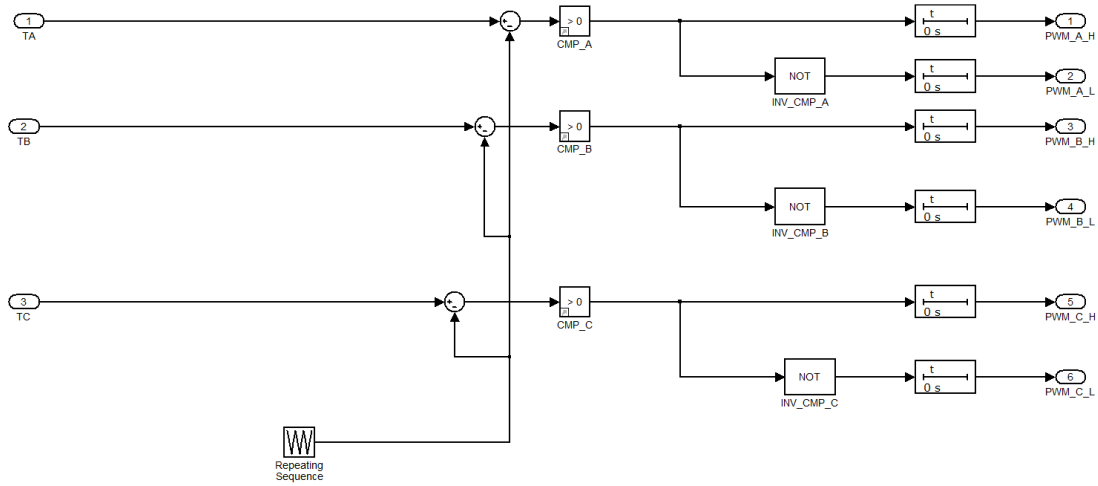 1
TA
+
-
> 0
CMP_A
t
0 s
1
PWM_A_H
NOT
INV_CMP_A
t
0 s
2
PWM_A_L
2
TB
+
-
> 0
CMP_B
t
0 s
3
PWM_B_H
NOT
INV_CMP_B
t
0 s
4
PWM_B_L
3
TC
+
-
> 0
CMP_C
t
0 s
5
PWM_C_H
NOT
INV_CMP_C
t
0 s
6
PWM_C_L
Repeating
Sequence